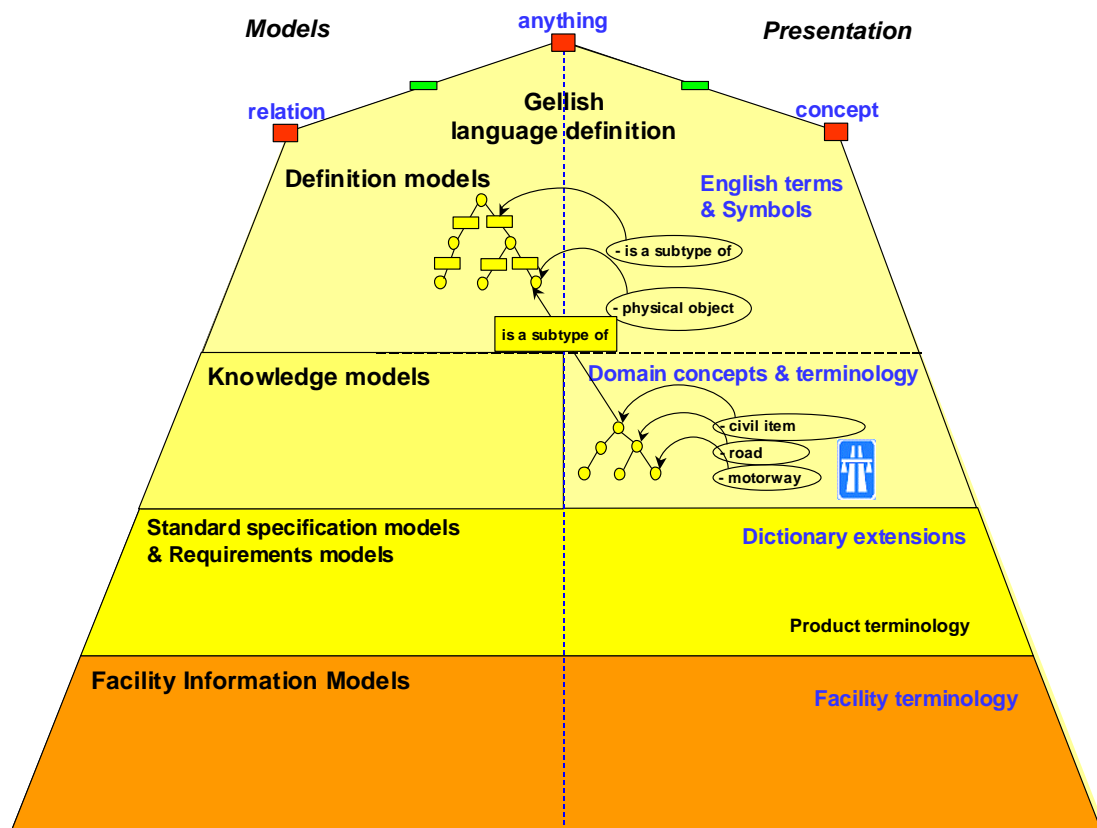 Models
anything
Presentation
Gellish
language definition
relation
concept
Definition models
English terms
& Symbols
- is a subtype of
- physical object
is a subtype of
Knowledge models
Domain concepts & terminology
- civil item
- road
- motorway
Standard specification models
& Requirements models
Dictionary extensions
Product terminology
Facility Information Models
Facility terminology